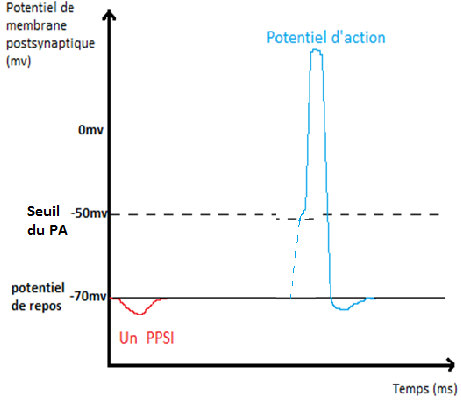 Potentiel de
membrane
postsynaptique
(mv)
Potentiel d'action
0mv
Seuil
du PA
-50mv
potentiel
de repos
-70mv
Un PPSI
Temps (ms)